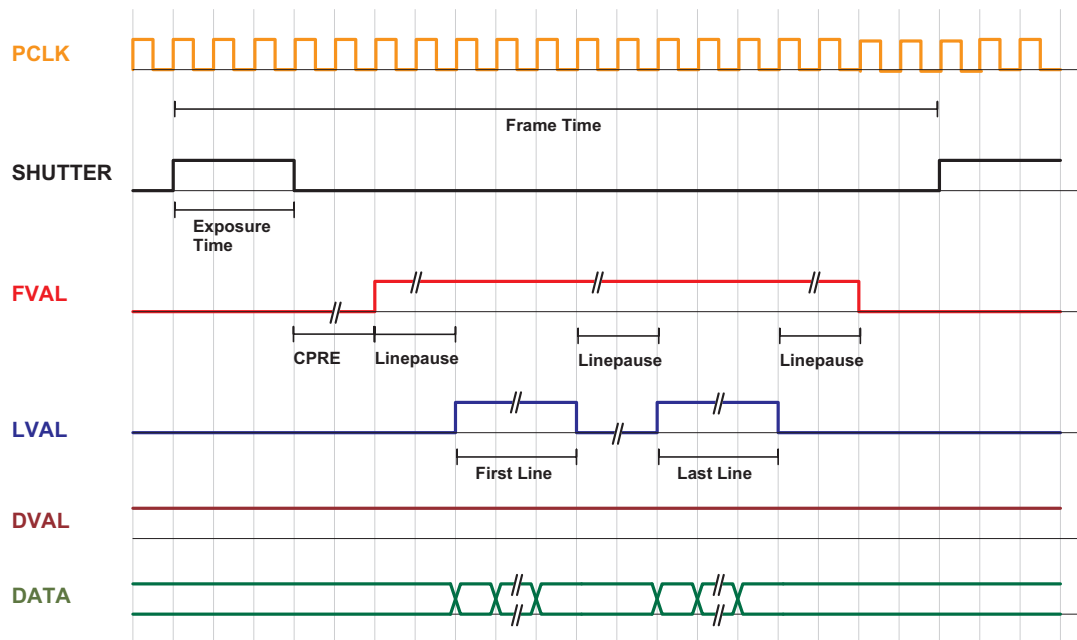 PCLK
Frame Time
SHUTTER
Exposure
Time
FVAL
CPRE
Linepause
Linepause
Linepause
LVAL
First Line
Last Line
DVAL
DATA